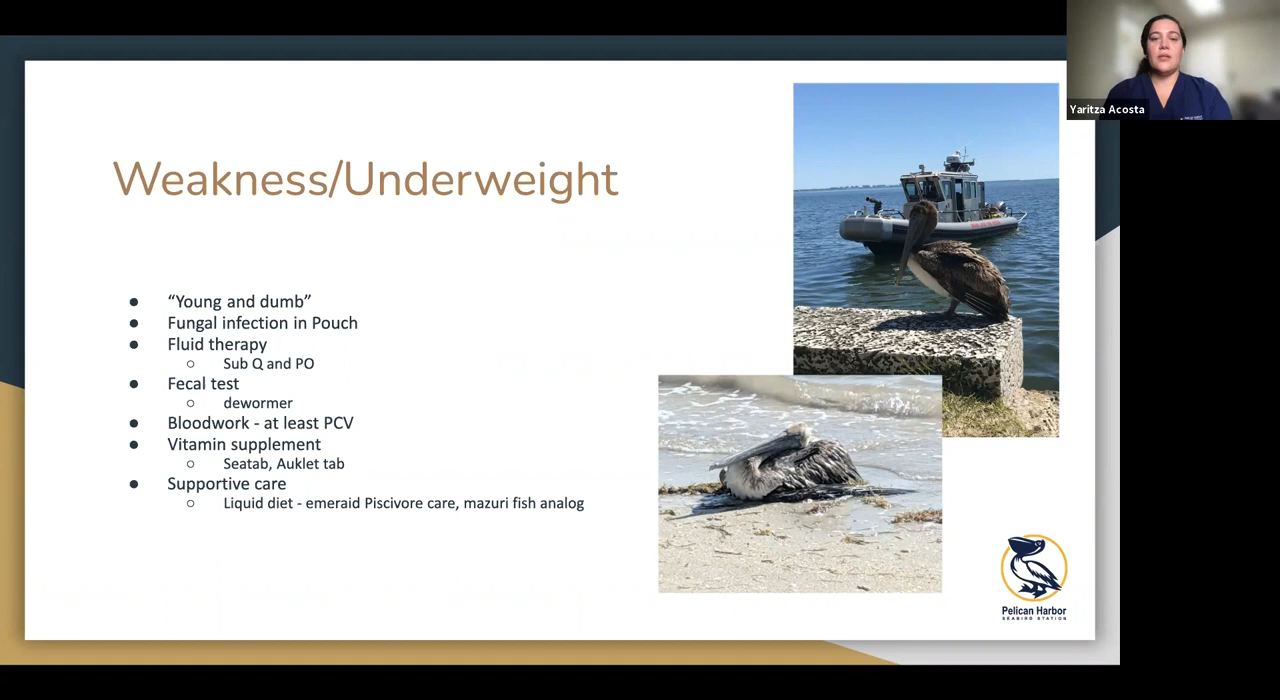 Yaritza Acosta
Weakness/Underweight
● “Young and dumb”
● Fungal infection in Pouch
● Fluid therapy
○ Sub Q and PO
● Fecal test
○ dewormer
● Bloodwork - at least PCV
● Vitamin supplement
○ Seatab, Auklet tab
● Supportive care
○ Liquid diet - emeraid Piscivore care, mazuri fish analog
Pelican Harbor
SEABIRD STATION